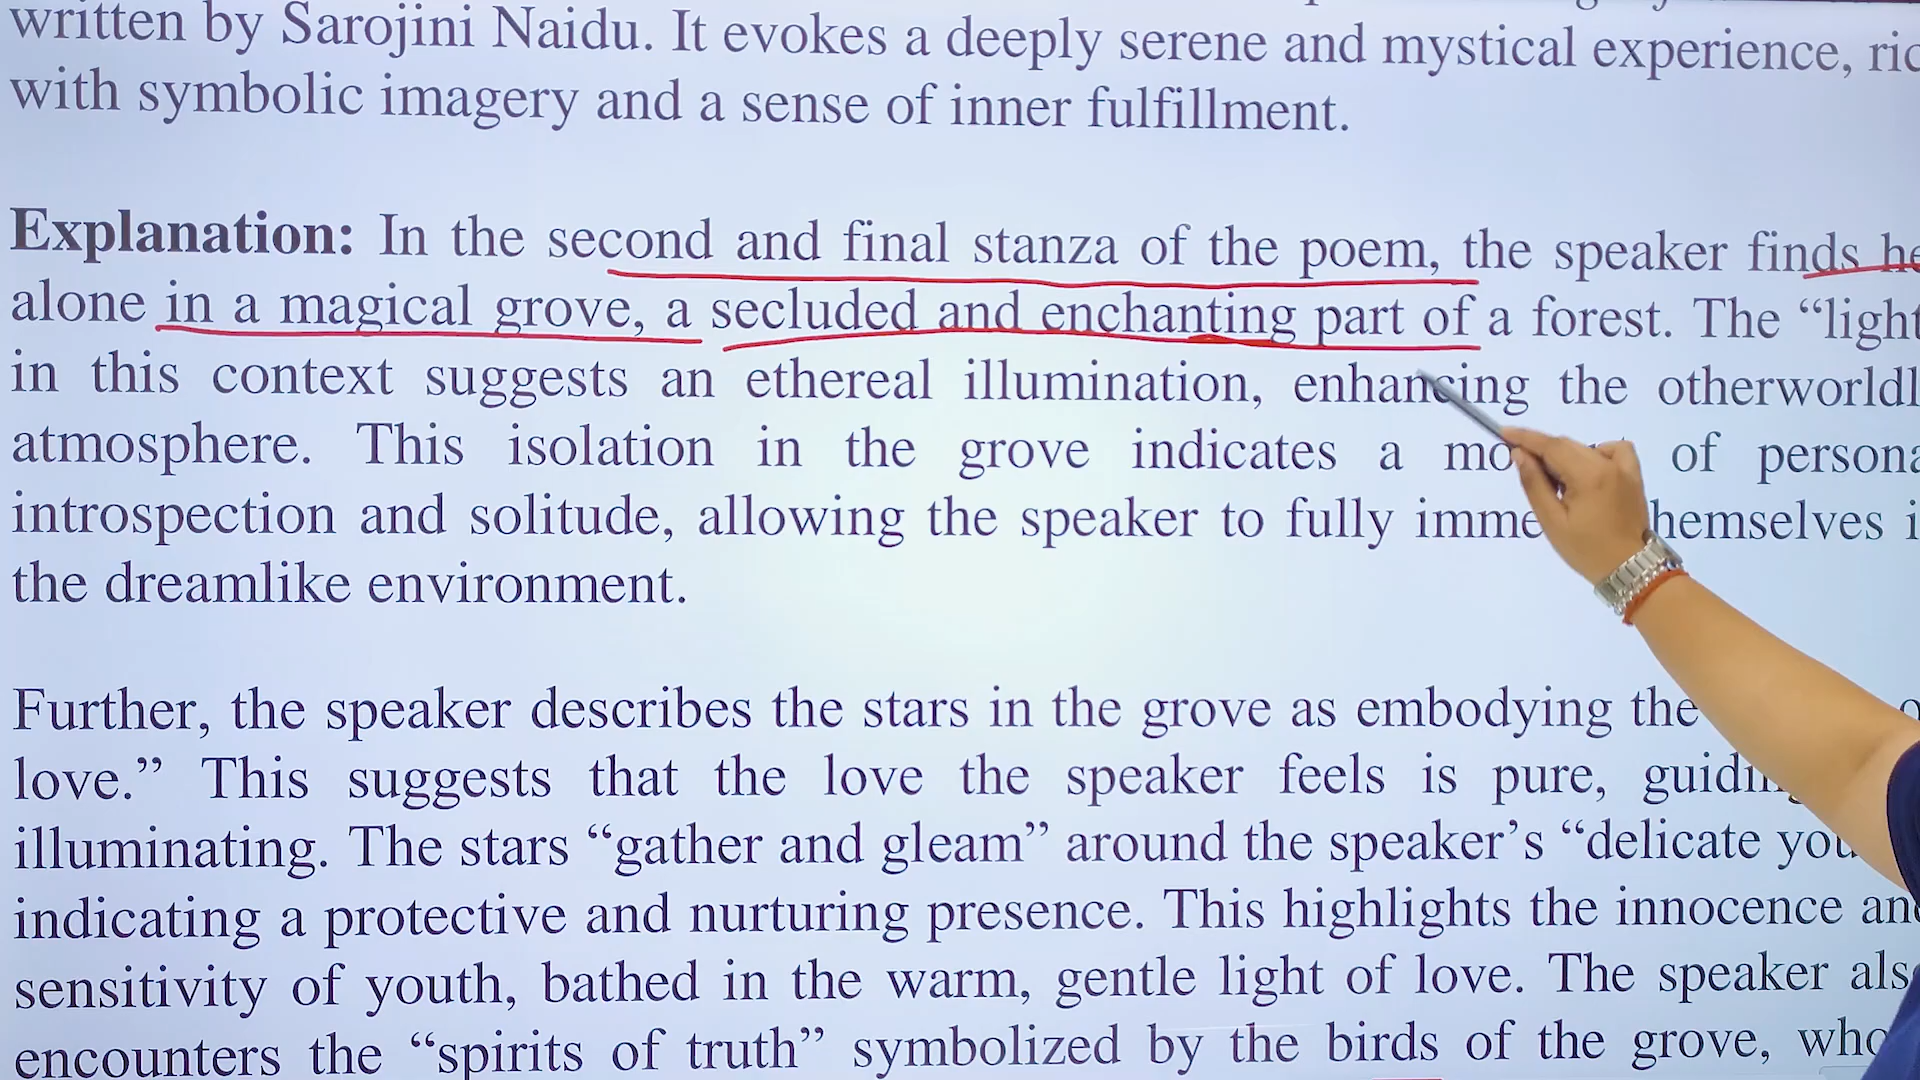 written by Sarojini Naidu. It evokes a deeply serene and mystical experience,
with symbolic imagery and a sense of inner fulfillment.
Explanation: In the second and final stanza of the poem, the speaker finds
alone in a magical grove, a secluded and enchanting part of a forest. The “light
in this context suggests an ethereal illumination, enhancing the otherworldl
atmosphere. This isolation in the grove indicates a of persona
introspection and solitude, allowing the speaker to fully hemselves i
the dreamlike environment.
Further, the speaker describes the stars in the grove as embodying the
love.” This suggests that the love the speaker feels is pure,
illuminating. The stars “gather and gleam” around the speaker’s “delicate
indicating a protective and nurturing presence. This highlights the innocence an
sensitivity of youth, bathed in the warm, gentle light of love. The speaker als
encounters the “spirits of truth” symbolized by the birds of the grove, who